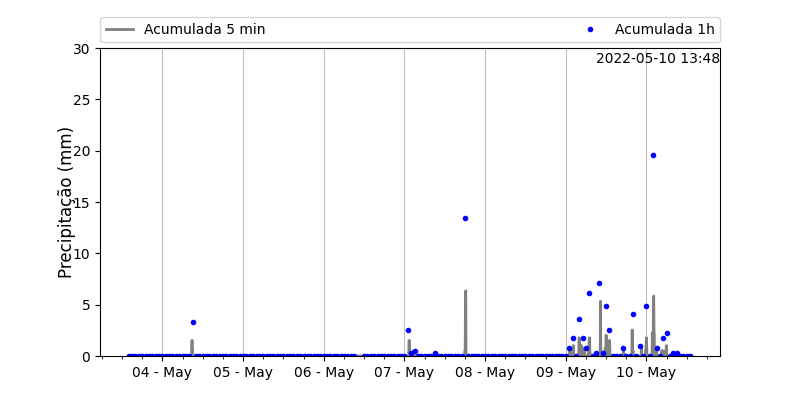 Acumulada 5 min
Acumulada 1h
2022-05-10 13:48
Precipitação (mm)
30
25
20
15
10
5
0
04 - May
05 - May
06 - May
07 - May
08 - May
09 - May
10 - May